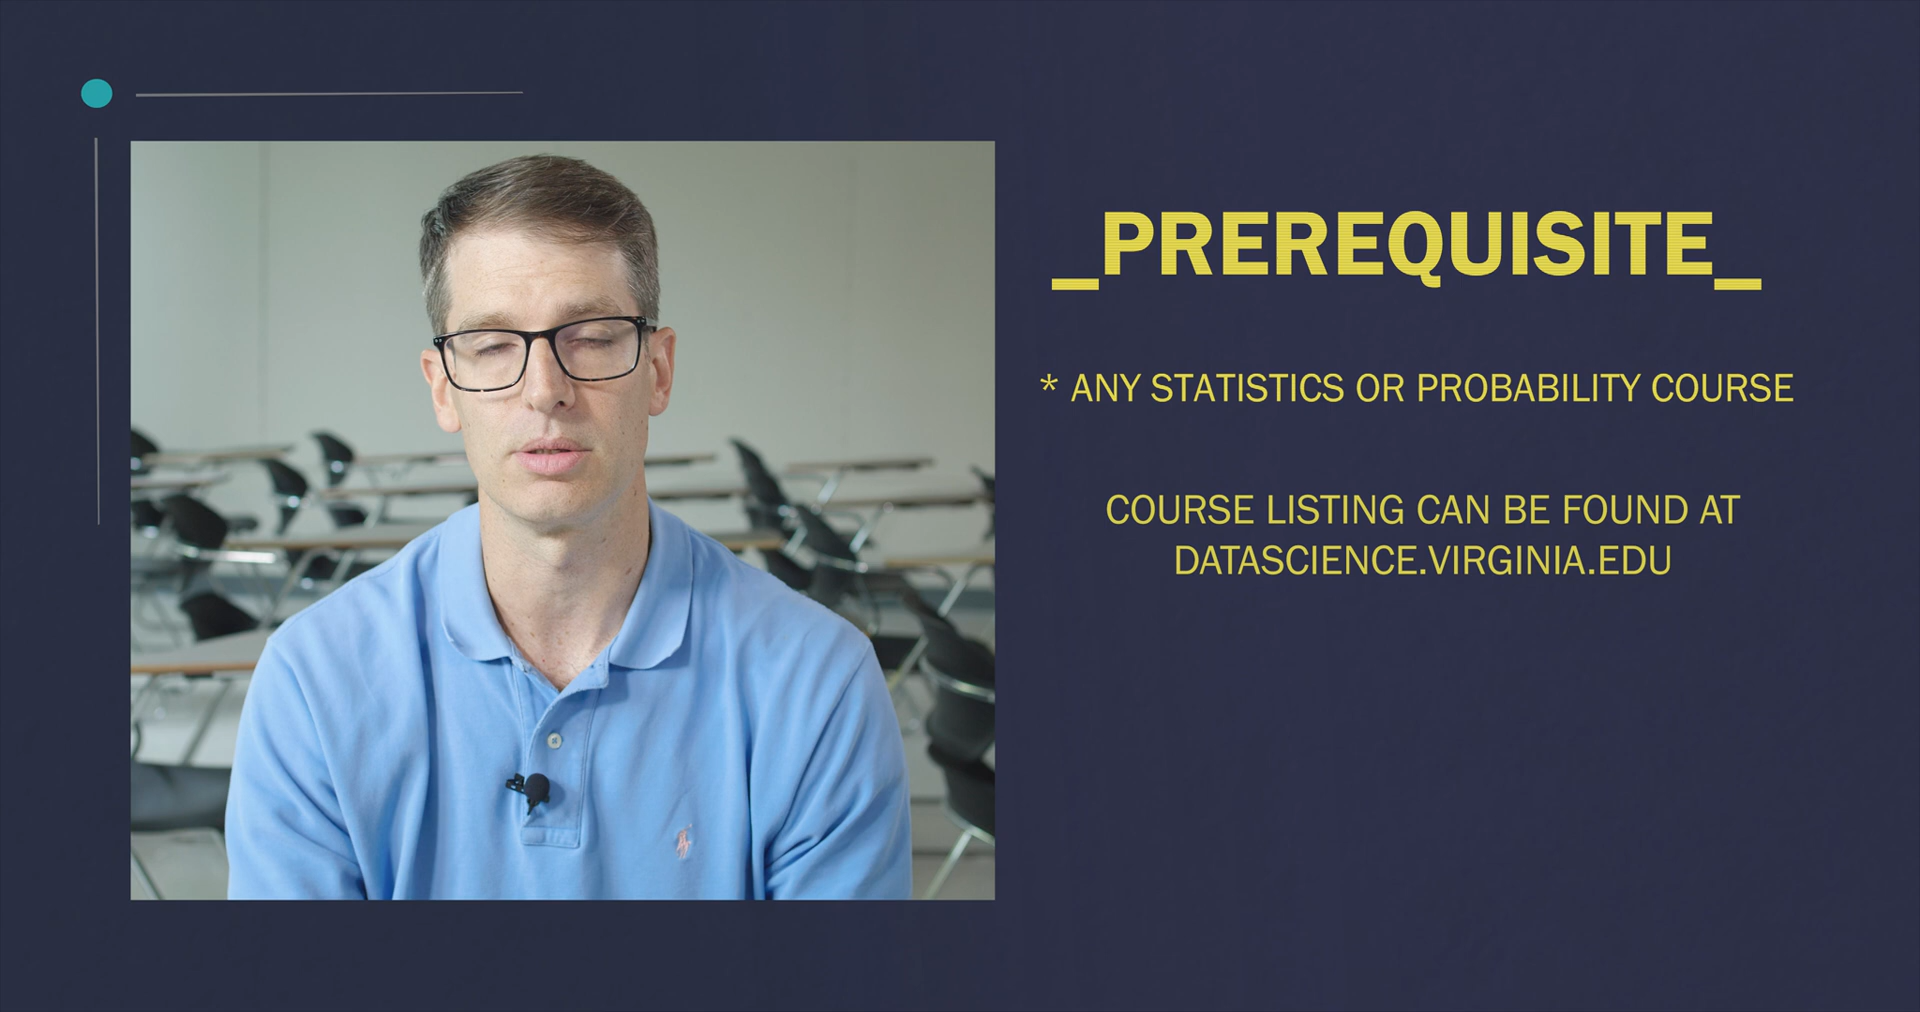 _PREREQUISITE_
* ANY STATISTICS OR PROBABILITY COURSE
COURSE LISTING CAN BE FOUND AT
DATASCIENCE.VIRGINIA.EDU